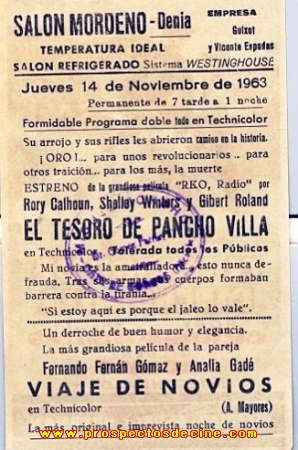 SALON MORDENO - Denia
EMPRESA
Guixot
y Vicente Espadas
TEMPERATURA IDEAL
SALON REFRIGERADO Sistema WESTINGHOUSE
Jueves 14 de Noviembre de 1963
Permanente de 7 tarde a 1 noche
Formidable Programa doble todo en Technicolor
Su arrojo y sus rifles les abrieron camino en la historia.
¡ORO!... para unos revolucionarios .. para
otros traición... para los más, la muerte
ESTRENO de la grandiosa película "RKO, Radio" por
Rory Calhoun, Shelley Winters y Gibert Roland
EL TESORO DE PANCHO VILLA
en Technicolor. Tolerada todos los Públicos
Mi novia es la ametralladora, esto nunca de-
frauda. Tras sus armas cuerpos formaban
barrera contra la tiranía...
"Si estoy aquí es porque el jaleo lo vale".
Un derroche de buen humor y elegancia.
La más grandiosa película de la pareja
Fernando Fernán Gómaz y Analia Gadé
VIAJE DE NOVIOS
en Technicolor (A. Mayores)
La más original e imprevista noche de novios
www.prospectosdecine.com